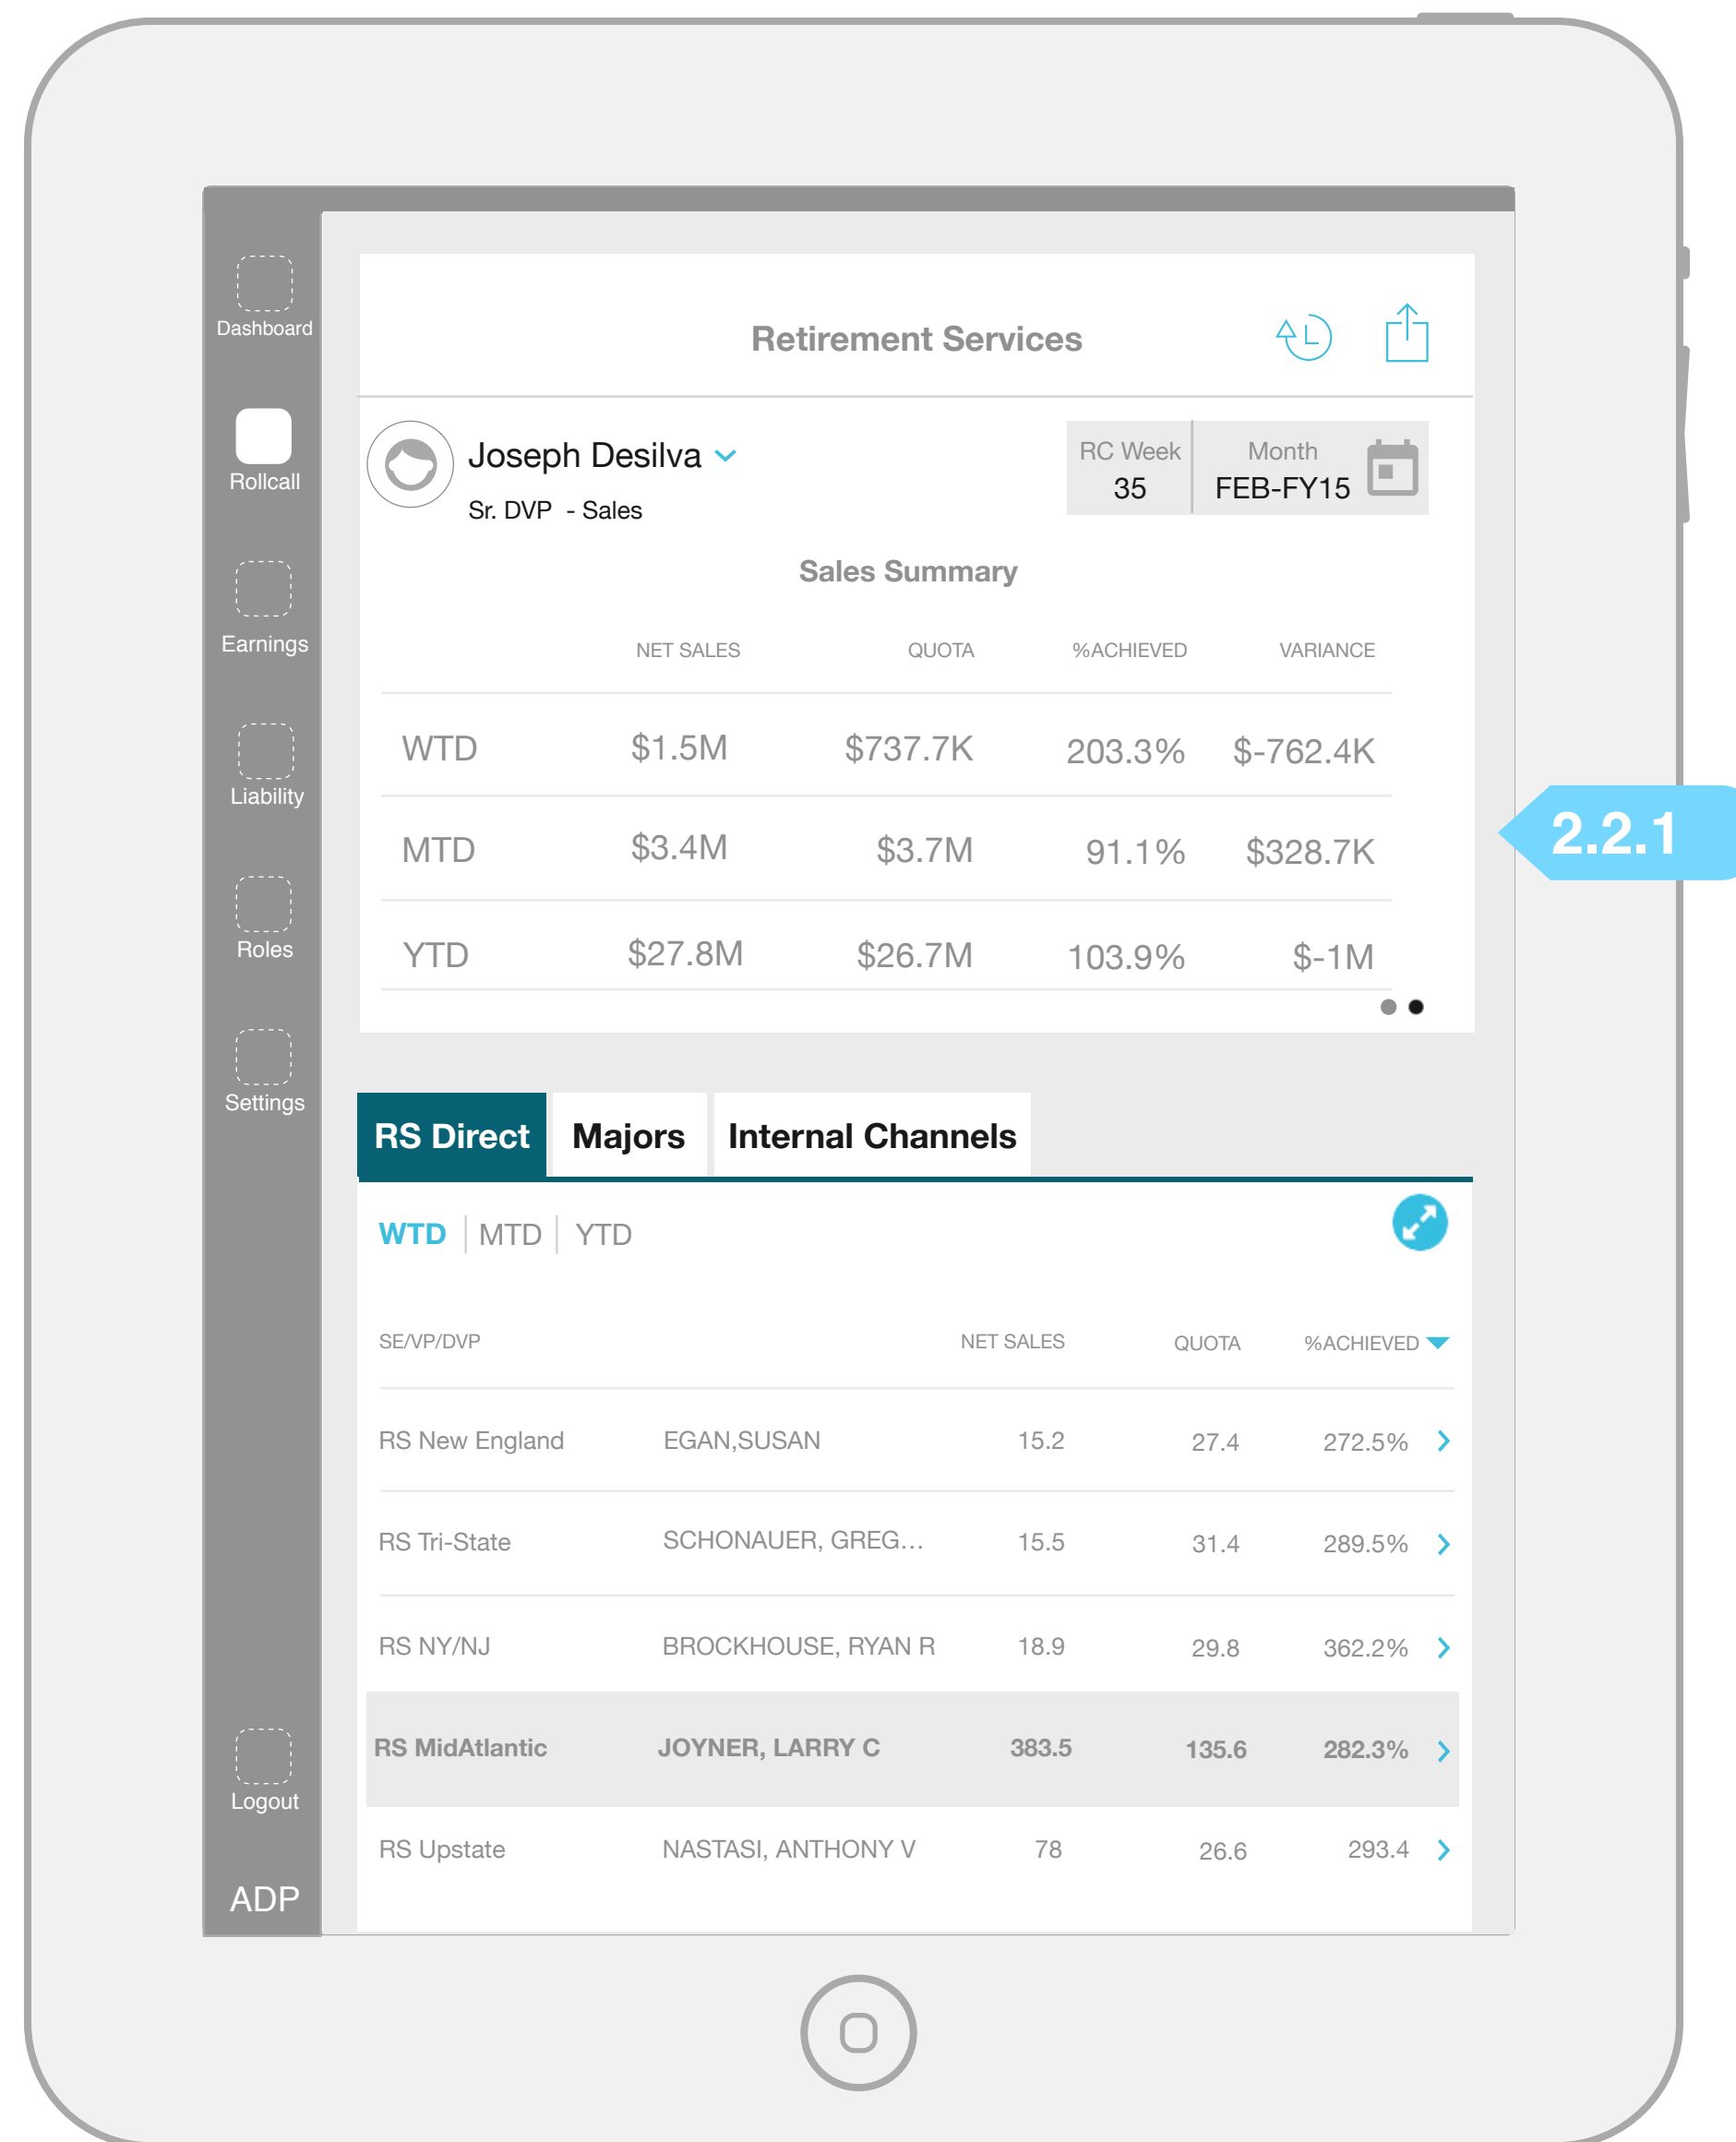 Dashboard
Rollcall
Earnings
Liability
Roles
Settings
Logout
ADP
Retirement Services
Joseph Desilva
Sr. DVP - Sales
RC Week
35
Month
FEB-FY15
Sales Summary
NET SALES QUOTA %ACHIEVED VARIANCE
WTD $1.5M $737.7K 203.3% $-762.4K
MTD $3.4M $3.7M 91.1% $328.7K
YTD $27.8M $26.7M 103.9% $-1M
2.2.1
RS Direct Majors Internal Channels
WTD MTD YTD
SE/VP/DVP NET SALES QUOTA %ACHIEVED
RS New England EGAN,SUSAN 15.2 27.4 272.5%
RS Tri-State SCHONAUER, GREG... 15.5 31.4 289.5%
RS NY/NJ BROCKHOUSE, RYAN R 18.9 29.8 362.2%
RS MidAtlantic JOYNER, LARRY C 383.5 135.6 282.3%
RS Upstate NASTASI, ANTHONY V 78 26.6 293.4